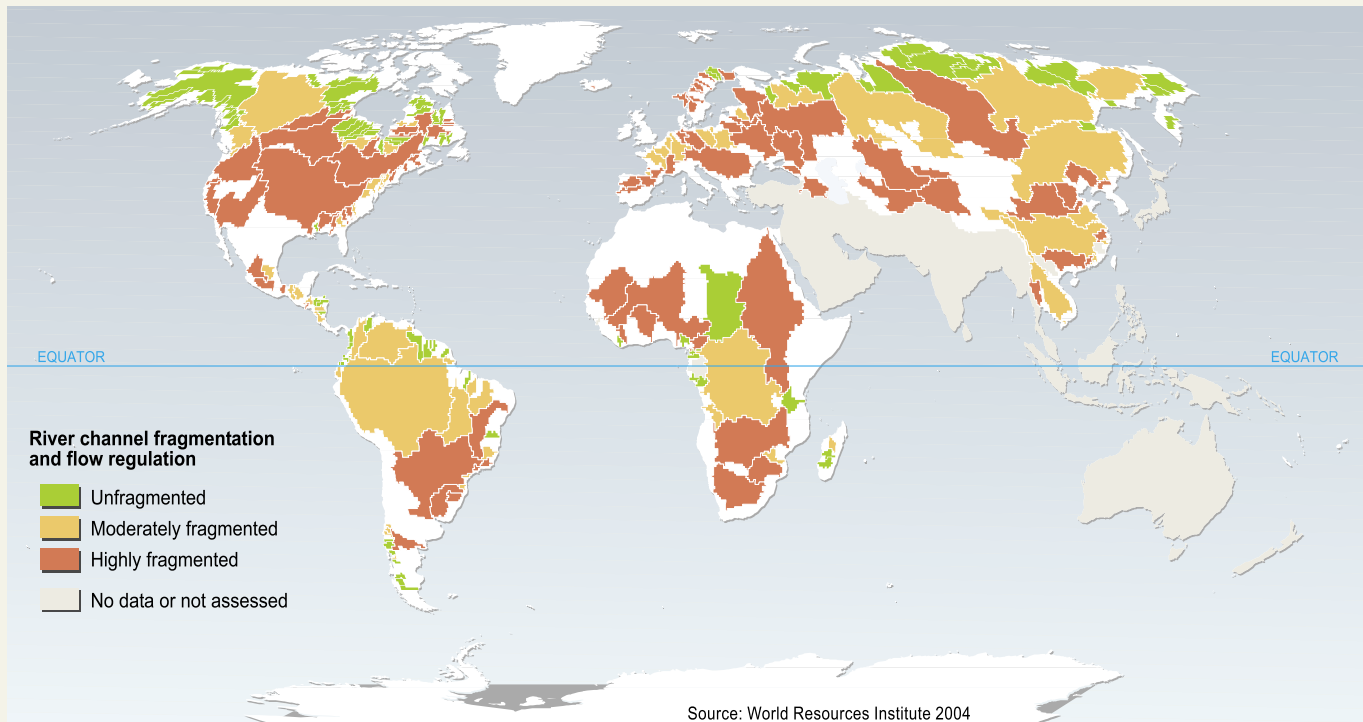 EQUATOR
EQUATOR
River channel fragmentation
and flow regulation
Unfragmented
Moderately fragmented
Highly fragmented
No data or not assessed
Source: World Resources Institute 2004